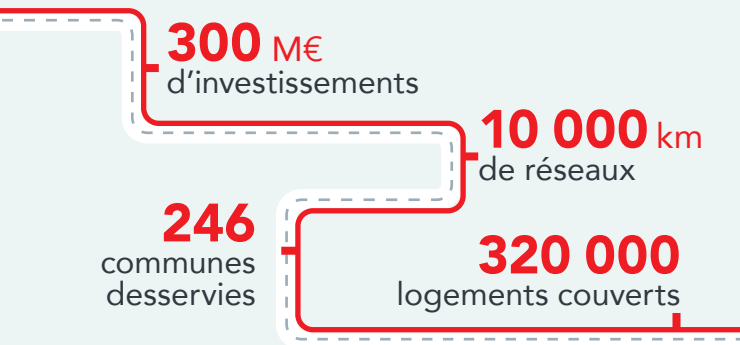 300 M€
d’investissements
10 000 km
de réseaux
246
communes
desservies
320 000
logements couverts